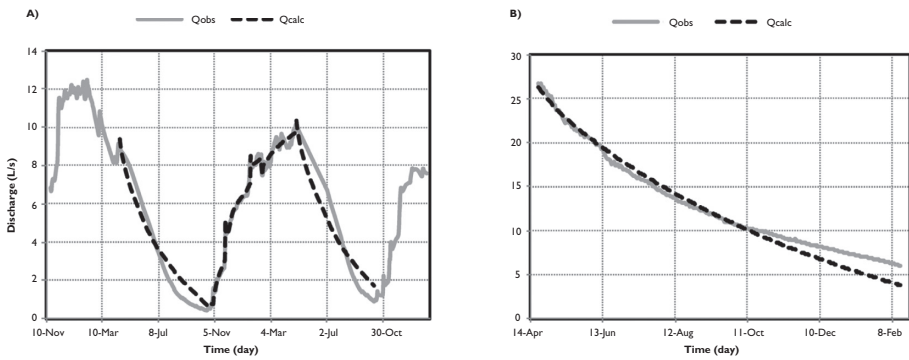 A)
Qobs
Qcalc
14
12
10
8
6
4
2
0
Discharge (L/s)
10-Nov
10-Mar
8-Jul
5-Nov
4-Mar
2-Jul
30-Oct
Time (day)
B)
Qobs
Qcalc
30
25
20
15
10
5
0
14-Apr
13-Jun
12-Aug
11-Oct
10-Dec
8-Feb
Time (day)